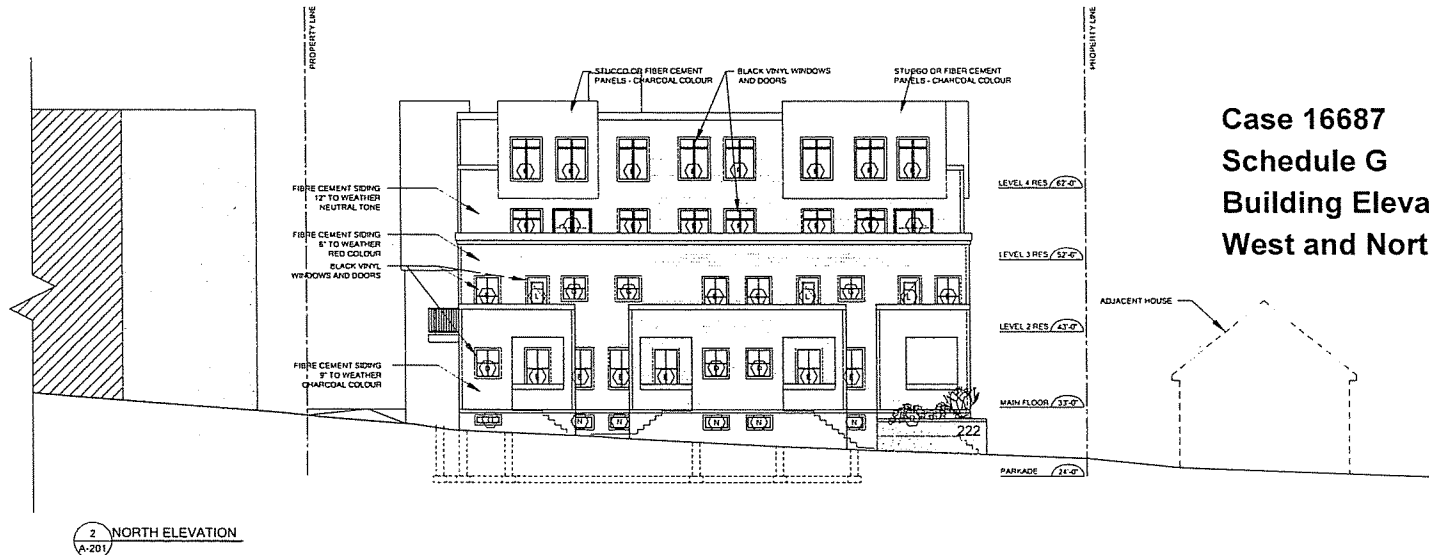 PROPERTY LINE
PROPERTY LINE
STUCCO OR FIBER CEMENT
PANELS - CHARCOAL COLOUR
BLACK VINYL WINDOWS
AND DOORS
STUCCO OR FIBER CEMENT
PANELS - CHARCOAL COLOUR
Case 16687
Schedule G
Building Eleva
West and Nort
FIBRE CEMENT SIDING
12" TO WEATHER
NEUTRAL TONE
FIBRE CEMENT SIDING
6" TO WEATHER
RED COLOUR
BLACK VINYL
WINDOWS AND DOORS
FIBRE CEMENT SIDING
9" TO WEATHER
CHARCOAL COLOUR
LEVEL 4 RES 62'-0"
LEVEL 3 RES 52'-6"
LEVEL 2 RES 43'-0"
MAIN FLOOR 33'-0"
PARKADE 24'-0"
ADJACENT HOUSE
222
2
A-201
NORTH ELEVATION